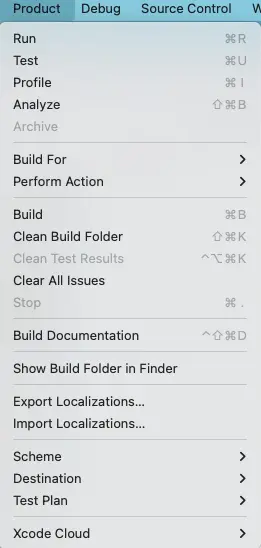 Product Debug Source Control W
Run ⌘R
Test ⌘U
Profile ⌘I
Analyze ⇧⌘B
Archive
Build For
Perform Action
Build ⌘B
Clean Build Folder ⇧⌘K
Clean Test Results ^⌥⌘K
Clear All Issues
Stop ⌘.
Build Documentation ^⇧⌘D
Show Build Folder in Finder
Export Localizations...
Import Localizations...
Scheme
Destination
Test Plan
Xcode Cloud